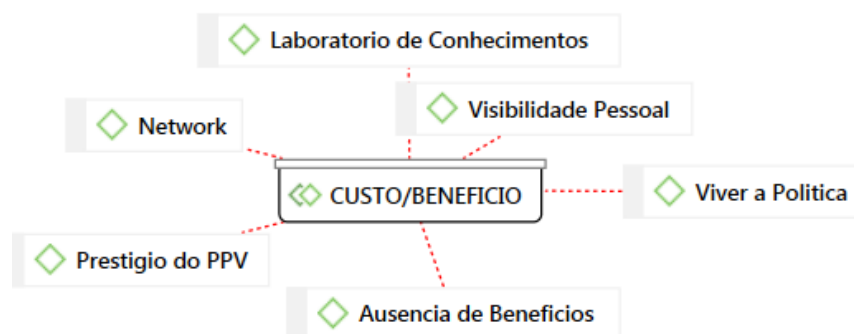 Laboratorio de Conhecimentos
Visibilidade Pessoal
Network
CUSTO/BENEFICIO
Viver a Politica
Prestigio do PPV
Ausencia de Beneficios